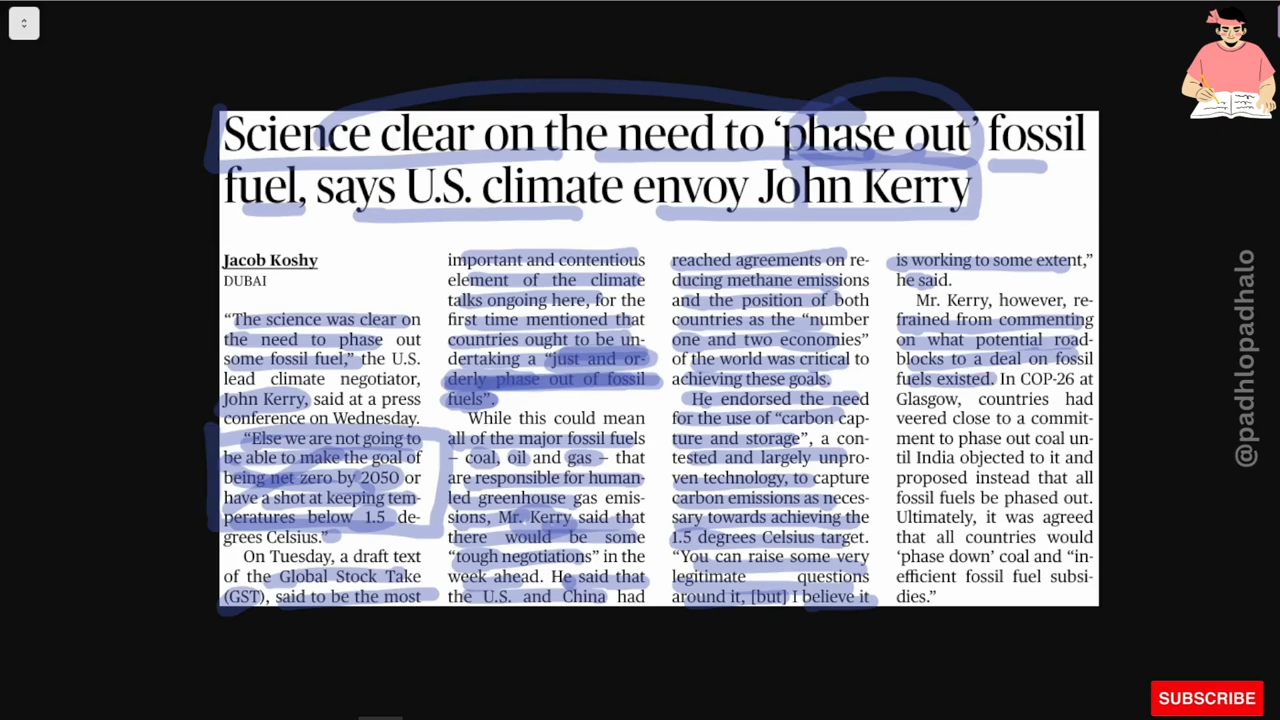 Science clear on the need to ‘phase out’ fossil
fuel, says U.S. climate envoy John Kerry
Jacob Koshy
DUBAI
“The science was clear on
the need to phase out
some fossil fuel,” the U.S.
lead climate negotiator,
John Kerry, said at a press
conference on Wednesday.
“Else we are not going to
be able to make the goal of
being net zero by 2050 or
have a shot at keeping tem-
peratures below 1.5 de-
grees Celsius.”
On Tuesday, a draft text
of the Global Stock Take
(GST), said to be the most
important and contentious
element of the climate
talks ongoing here, for the
first time mentioned that
countries ought to be un-
dertaking a “just and or-
derly phase out of fossil
fuels”.
While this could mean
all of the major fossil fuels
– coal, oil and gas – that
are responsible for human-
led greenhouse gas emis-
sions, Mr. Kerry said that
there would be some
“tough negotiations” in the
week ahead. He said that
the U.S. and China had
reached agreements on re-
ducing methane emissions
and the position of both
countries as the “number
one and two economies”
of the world was critical to
achieving these goals.
He endorsed the need
for the use of “carbon cap-
ture and storage”, a con-
tested and largely unpro-
ven technology, to capture
carbon emissions as neces-
sary towards achieving the
1.5 degrees Celsius target.
“You can raise some very
legitimate questions
around it, [but] I believe it
is working to some extent,”
he said.
Mr. Kerry, however, re-
frained from commenting
on what potential road-
blocks to a deal on fossil
fuels existed. In COP-26 at
Glasgow, countries had
veered close to a commit-
ment to phase out coal un-
til India objected to it and
proposed instead that all
fossil fuels be phased out.
Ultimately, it was agreed
that all countries would
‘phase down’ coal and “in-
efficient fossil fuel subsi-
dies.”
@padhlopadhalo
SUBSCRIBE